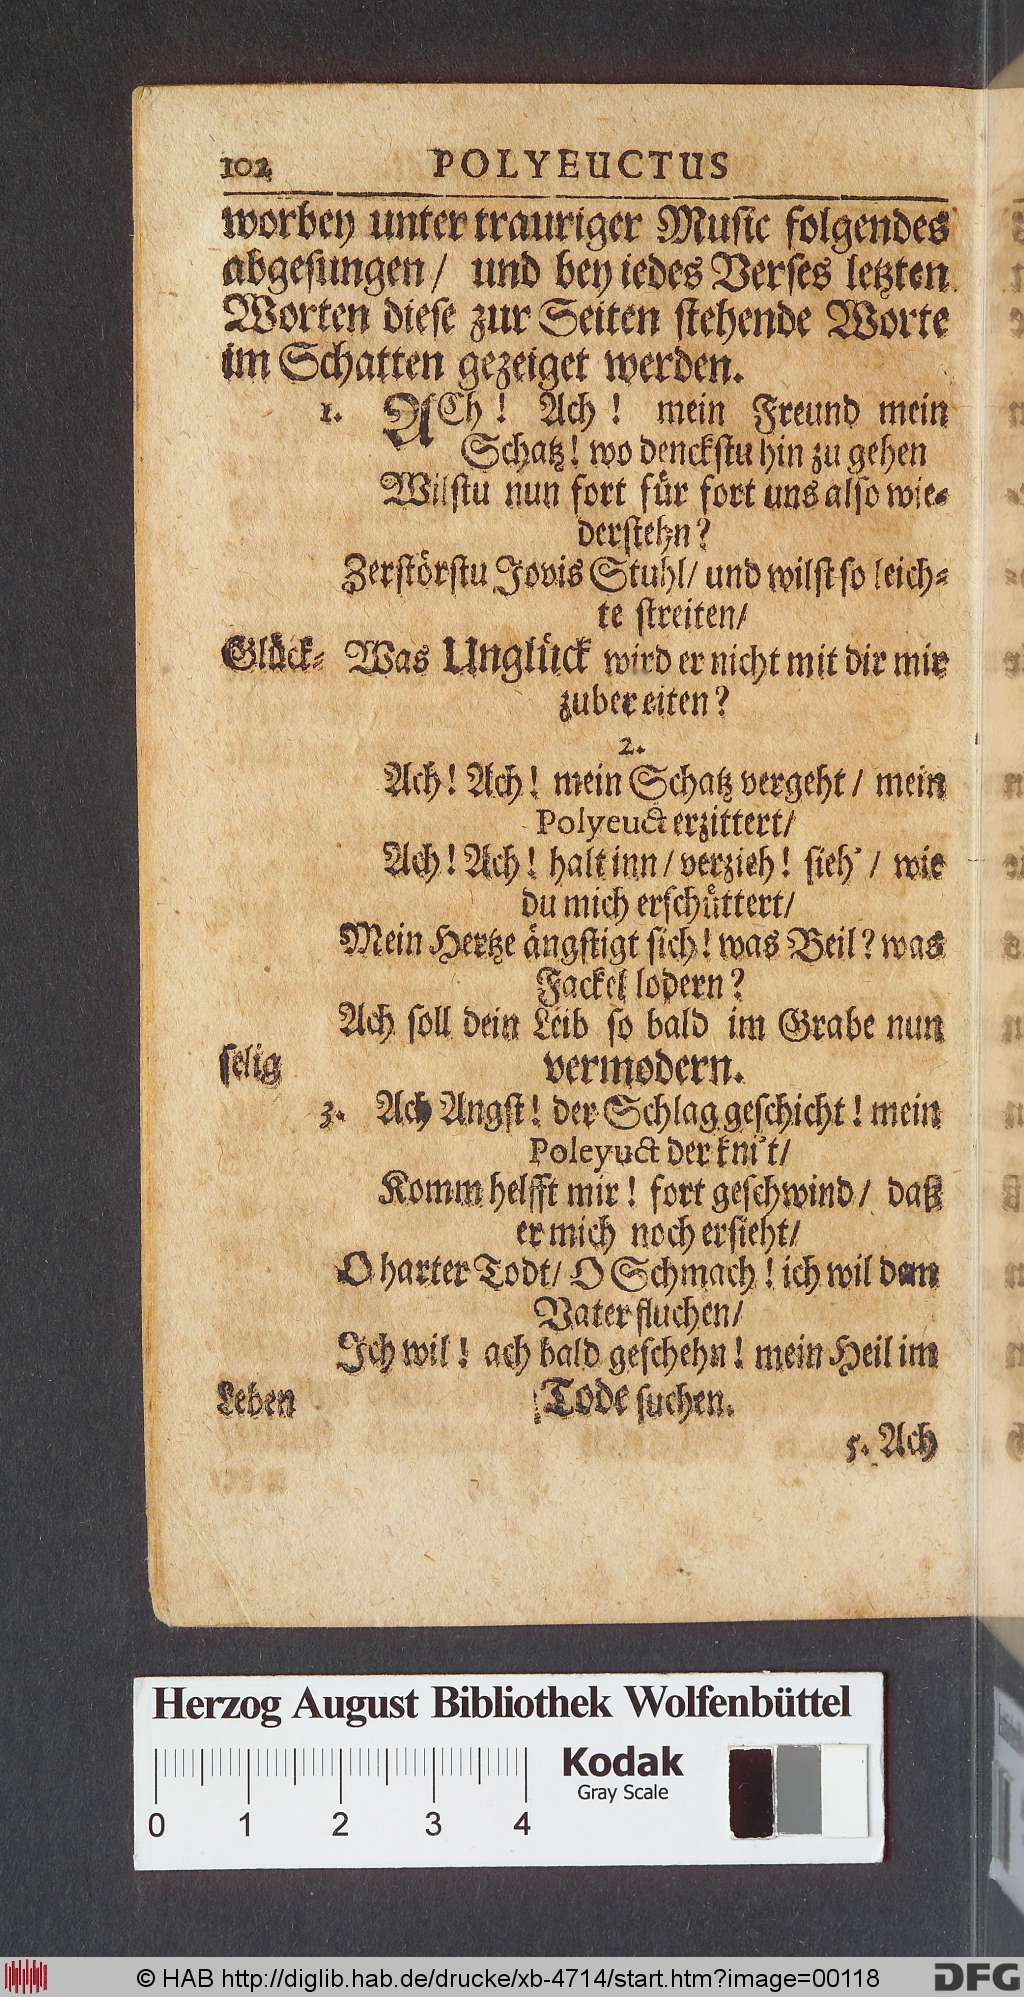 102 POLYEUCTUS
worbey unter trauriger Music folgendes
abgesungen / und bey iedes Verses letzten
Worten diese zur Seiten stehende Worte
im Schatten gezeiget werden.
1. ACh ! Ach ! mein Freund mein
Schatz! wo denckstu hin zu gehen
Wilstu nun fort für fort uns also wie-
derstehn?
Zerstörstu Jovis Stuhl/ und wilst so leich-
te streiten/
Glück- Was Unglück wird er nicht mit dir mir
zubereiten?
2.
Ach! Ach! mein Schatz vergeht / mein
Polyeuct erzittert/
Ach! Ach! halt inn / verzieh! sieh' / wie
du mich erschüttert/
Mein Hertze ängstigt sich! was Beil? was
Fackel lodern?
Ach soll dein Leib so bald im Grabe nun
selig vermodern.
3. Ach Angst! der Schlag geschicht! mein
Poleyuct der kni't/
Komm helfft mir! fort geschwind / daß
er mich noch ersieht/
O harter Todt/ O Schmach! ich wil dem
Vater fluchen/
Ich wil! ach bald geschehn! mein Heil im
Leben Tode suchen.
5. Ach
Herzog August Bibliothek Wolfenbüttel
Kodak
Gray Scale
0 1 2 3 4
© HAB http://diglib.hab.de/drucke/xb-4714/start.htm?image=00118
DFG